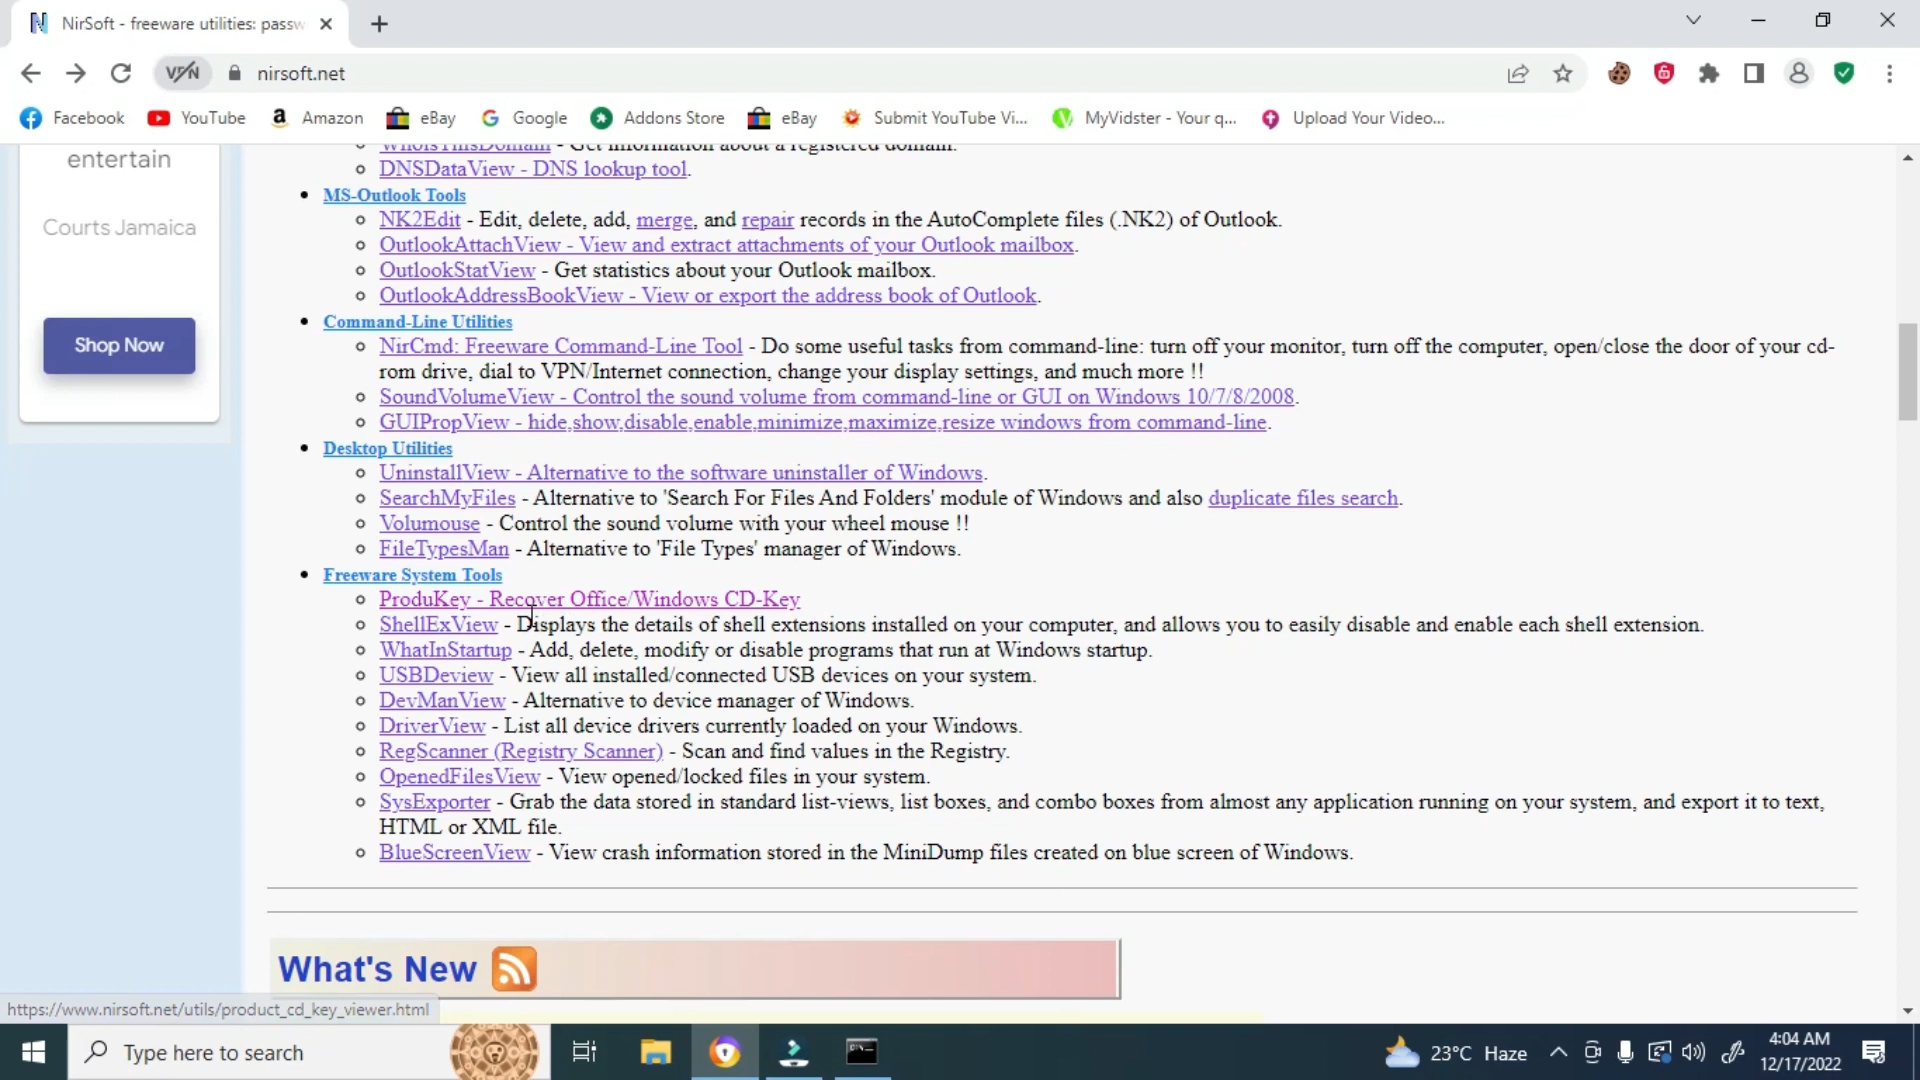 NirSoft - freeware utilities: passw
VPN
nirsoft.net
Facebook
YouTube
Amazon
eBay
Google
Addons Store
eBay
Submit YouTube Vi...
MyVidster - Your q...
Upload Your Video...
entertain
Courts Jamaica
Shop Now
WhoIsThisDomain - Get information about a registered domain.
DNSDataView - DNS lookup tool.
MS-Outlook Tools
NK2Edit - Edit, delete, add, merge, and repair records in the AutoComplete files (.NK2) of Outlook.
OutlookAttachView - View and extract attachments of your Outlook mailbox.
OutlookStatView - Get statistics about your Outlook mailbox.
OutlookAddressBookView - View or export the address book of Outlook.
Command-Line Utilities
NirCmd: Freeware Command-Line Tool - Do some useful tasks from command-line: turn off your monitor, turn off the computer, open/close the door of your cd-
rom drive, dial to VPN/Internet connection, change your display settings, and much more !!
SoundVolumeView - Control the sound volume from command-line or GUI on Windows 10/7/8/2008.
GUIPropView - hide,show,disable,enable,minimize,maximize,resize windows from command-line.
Desktop Utilities
UninstallView - Alternative to the software uninstaller of Windows.
SearchMyFiles - Alternative to 'Search For Files And Folders' module of Windows and also duplicate files search.
Volumouse - Control the sound volume with your wheel mouse !!
FileTypesMan - Alternative to 'File Types' manager of Windows.
Freeware System Tools
ProduKey - Recover Office/Windows CD-Key
ShellExView - Displays the details of shell extensions installed on your computer, and allows you to easily disable and enable each shell extension.
WhatInStartup - Add, delete, modify or disable programs that run at Windows startup.
USBDeview - View all installed/connected USB devices on your system.
DevManView - Alternative to device manager of Windows.
DriverView - List all device drivers currently loaded on your Windows.
RegScanner (Registry Scanner) - Scan and find values in the Registry.
OpenedFilesView - View opened/locked files in your system.
SysExporter - Grab the data stored in standard list-views, list boxes, and combo boxes from almost any application running on your system, and export it to text,
HTML or XML file.
BlueScreenView - View crash information stored in the MiniDump files created on blue screen of Windows.
What's New
https://www.nirsoft.net/utils/product_cd_key_viewer.html
Type here to search
23°C Haze
4:04 AM
12/17/2022